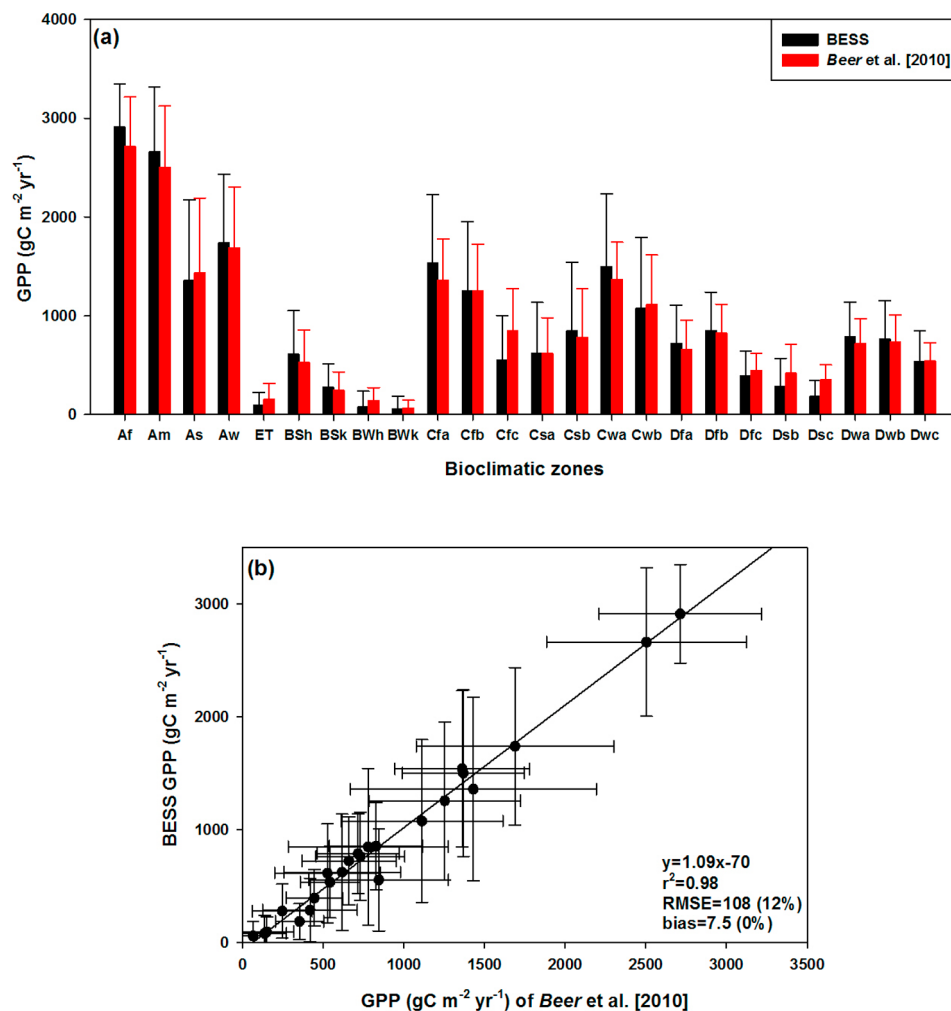 (a)
BESS
Beer et al. [2010]
4000
3000
2000
1000
0
GPP (gC m⁻² yr⁻¹)
Af Am As Aw ET BSh BSk BWh BWk Cfa Cfb Cfc Csa Csb Cwa Cwb Dfa Dfb Dfc Dsb Dsc Dwa Dwb Dwc
Bioclimatic zones
(b)
3000
2000
1000
0
BESS GPP (gC m⁻² yr⁻¹)
y=1.09x-70
r²=0.98
RMSE=108 (12%)
bias=7.5 (0%)
0 500 1000 1500 2000 2500 3000 3500
GPP (gC m⁻² yr⁻¹) of Beer et al. [2010]